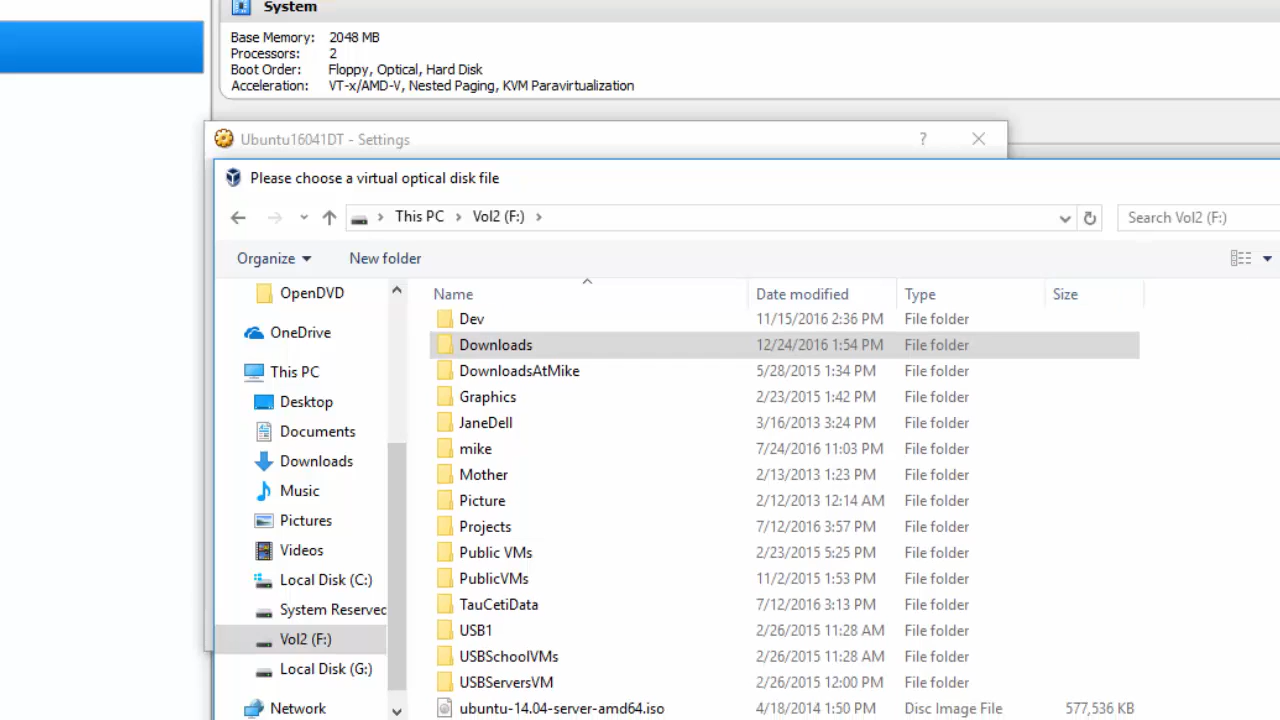 System
Base Memory: 2048 MB
Processors: 2
Boot Order: Floppy, Optical, Hard Disk
Acceleration: VT-x/AMD-V, Nested Paging, KVM Paravirtualization
Ubuntu16041DT - Settings ?
Please choose a virtual optical disk file
This PC > Vol2 (F:) > Search Vol2 (F:)
Organize New folder
Name Date modified Type Size
OpenDVD
OneDrive
This PC
Desktop
Documents
Downloads
Music
Pictures
Videos
Local Disk (C:)
System Reserved
Vol2 (F:)
Local Disk (G:)
Network
Dev 11/15/2016 2:36 PM File folder
Downloads 12/24/2016 1:54 PM File folder
DownloadsAtMike 5/28/2015 1:34 PM File folder
Graphics 2/23/2015 1:42 PM File folder
JaneDell 3/16/2013 3:24 PM File folder
mike 7/24/2016 11:03 PM File folder
Mother 2/13/2013 1:23 PM File folder
Picture 2/12/2013 12:14 AM File folder
Projects 7/12/2016 3:57 PM File folder
Public VMs 2/23/2015 5:25 PM File folder
PublicVMs 11/2/2015 1:53 PM File folder
TauCetiData 7/12/2016 3:13 PM File folder
USB1 2/26/2015 11:28 AM File folder
USBSchoolVMs 2/26/2015 11:28 AM File folder
USBServersVM 2/26/2015 12:00 PM File folder
ubuntu-14.04-server-amd64.iso 4/18/2014 1:50 PM Disc Image File 577,536 KB